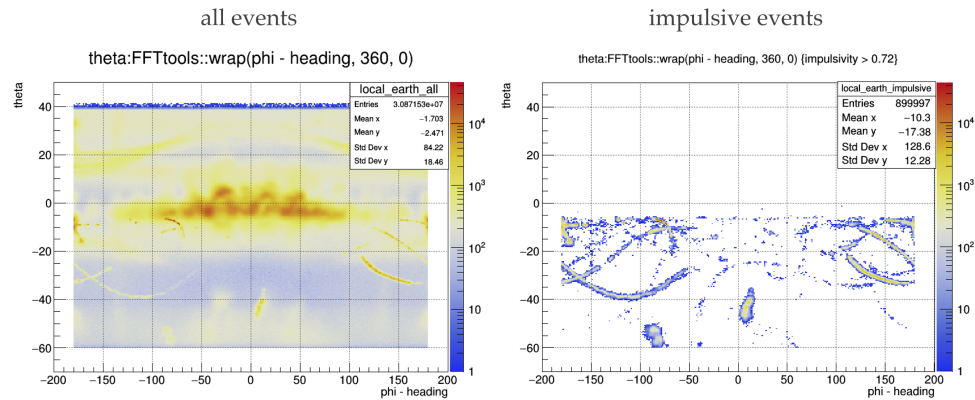 all events
theta:FFTtools::wrap(phi - heading, 360, 0)
theta
local_earth_all
Entries 3.087153e+07
Mean x −1.703
Mean y −2.471
Std Dev x 84.22
Std Dev y 18.46
40
20
0
−20
−40
−60
−200 −150 −100 −50 0 50 100 150 200
phi - heading
10⁴
10³
10²
10
1
impulsive events
theta:FFTtools::wrap(phi - heading, 360, 0) {impulsivity > 0.72}
theta
local_earth_impulsive
Entries 899997
Mean x −10.3
Mean y −17.38
Std Dev x 128.6
Std Dev y 12.28
40
20
0
−20
−40
−60
−200 −150 −100 −50 0 50 100 150 200
phi - heading
10⁴
10³
10²
10
1